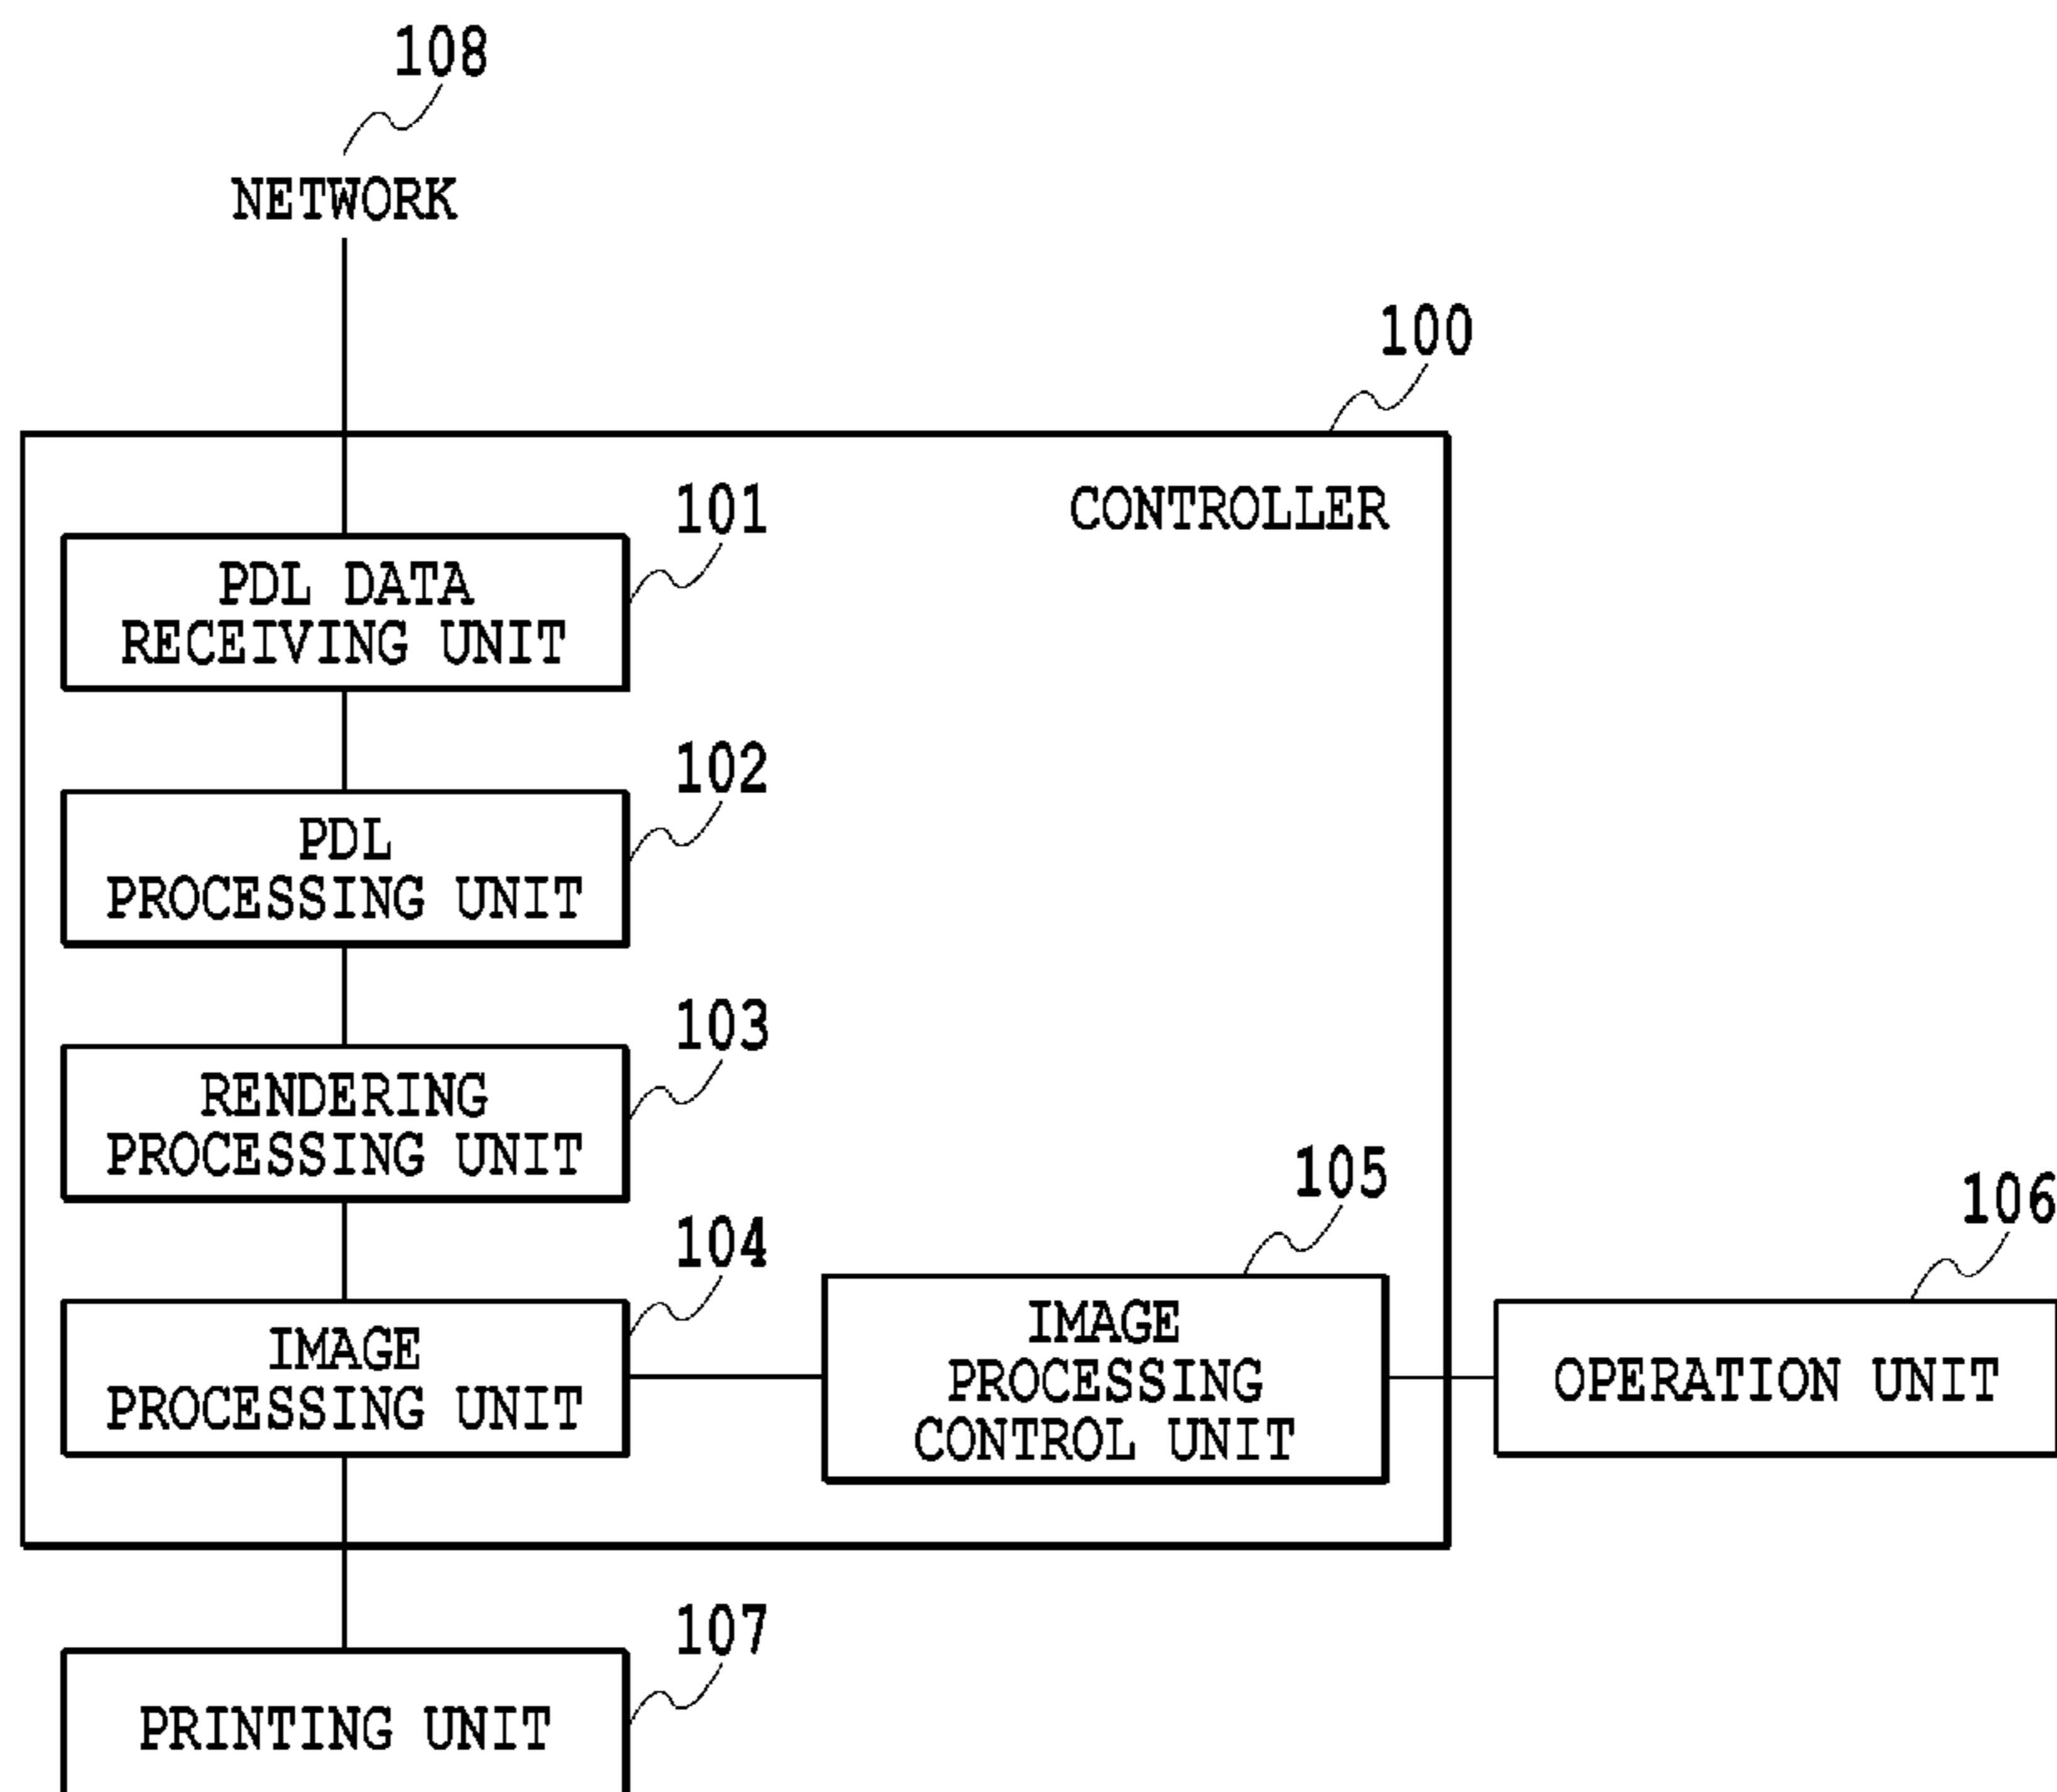 108
NETWORK
100
CONTROLLER
101
PDL DATA
RECEIVING UNIT
102
PDL
PROCESSING UNIT
103
RENDERING
PROCESSING UNIT
104
IMAGE
PROCESSING UNIT
105
IMAGE
PROCESSING
CONTROL UNIT
106
OPERATION UNIT
107
PRINTING UNIT